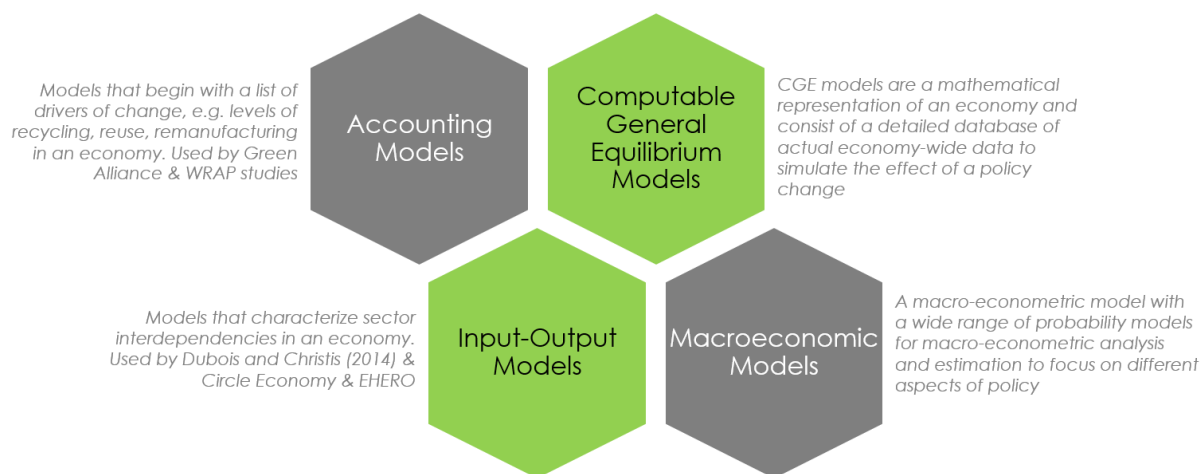 Models that begin with a list of
drivers of change, e.g. levels of
recycling, reuse, remanufacturing
in an economy. Used by Green
Alliance & WRAP studies
Accounting
Models
Computable
General
Equilibrium
Models
CGE models are a mathematical
representation of an economy and
consist of a detailed database of
actual economy-wide data to
simulate the effect of a policy
change
Models that characterize sector
interdependencies in an economy.
Used by Dubois and Christis (2014) &
Circle Economy & EHERO
Input-Output
Models
Macroeconomic
Models
A macro-econometric model with
a wide range of probability models
for macro-econometric analysis
and estimation to focus on different
aspects of policy